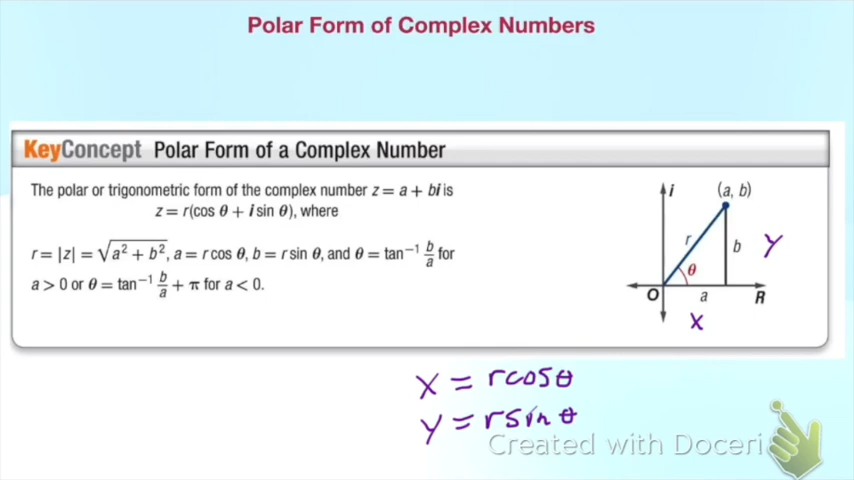 Polar Form of Complex Numbers
KeyConcept Polar Form of a Complex Number
The polar or trigonometric form of the complex number z = a + bi is
z = r(cos θ + i sin θ), where
r = |z| = √a² + b², a = r cos θ, b = r sin θ, and θ = tan⁻¹ b/a for
a > 0 or θ = tan⁻¹ b/a + π for a < 0.
i
(a, b)
r
b
y
θ
O
a
R
x
x = rcosθ
y = rsinθ
Created with Doceri